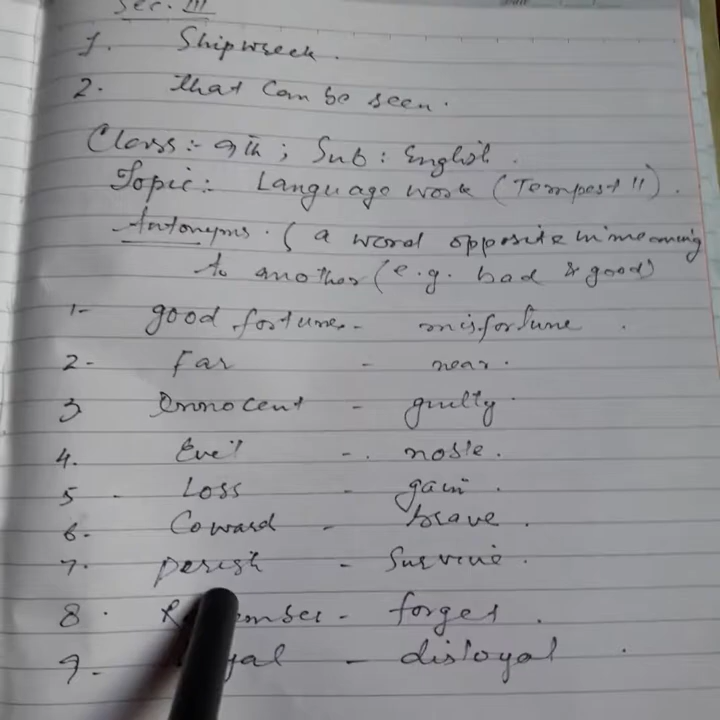 Sec. III
1. Shipwreck.
2. That can be seen.
Class:- 9th ; Sub : English.
Topic:- Language work (Tempest II).
Antonyms. ( a word opposite in meaning
to another (e.g. bad & good)
1- good fortune - misfortune.
2- far - near.
3 Innocent - guilty
4. Evil - noble.
5- Loss - gain.
6- Coward - brave.
7- perish - Survive.
8. - forget.
9- - disloyal.